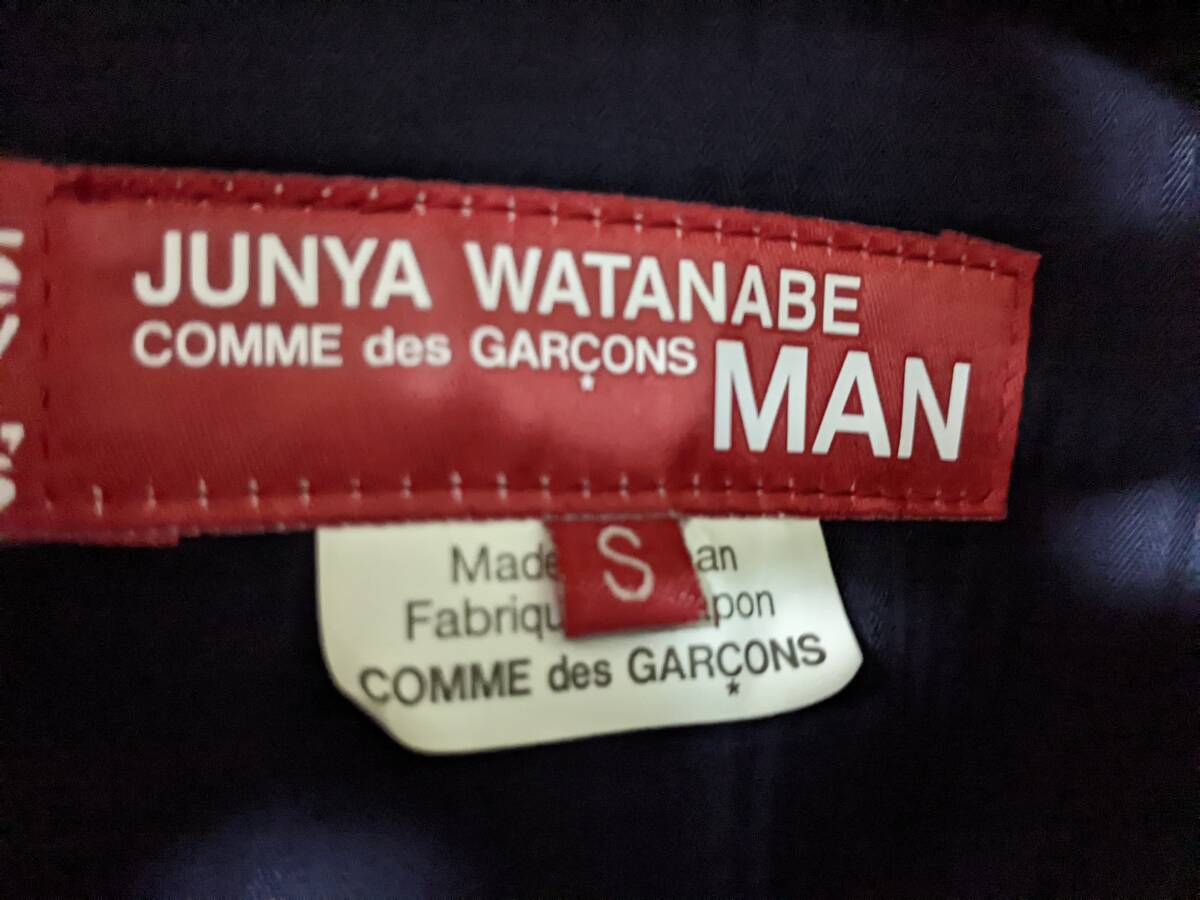 JUNYA WATANABE
COMME des GARÇONS MAN
S
Made an
Fabriqu apon
COMME des GARÇONS